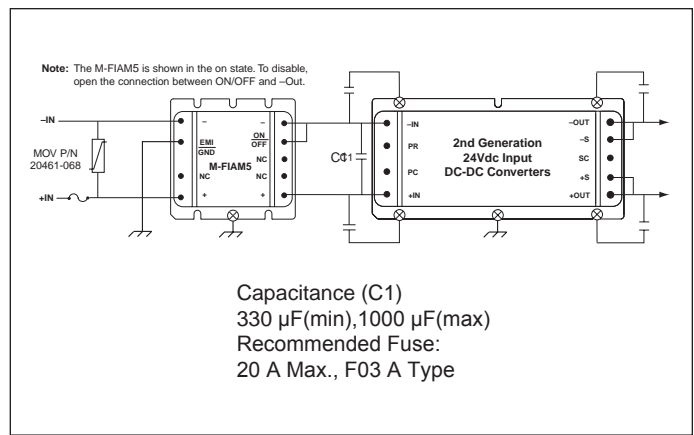 Note: The M-FIAM5 is shown in the on state. To disable,
open the connection between ON/OFF and –Out.
–IN
MOV P/N
20461-068
+IN
–
EMI
GND
NC
+
M-FIAM5
–
ON
OFF
NC
NC
+
C1
–IN
PR
PC
+IN
2nd Generation
24Vdc Input
DC-DC Converters
–OUT
–S
SC
+S
+OUT
Capacitance (C1)
330 µF(min),1000 µF(max)
Recommended Fuse:
20 A Max., F03 A Type